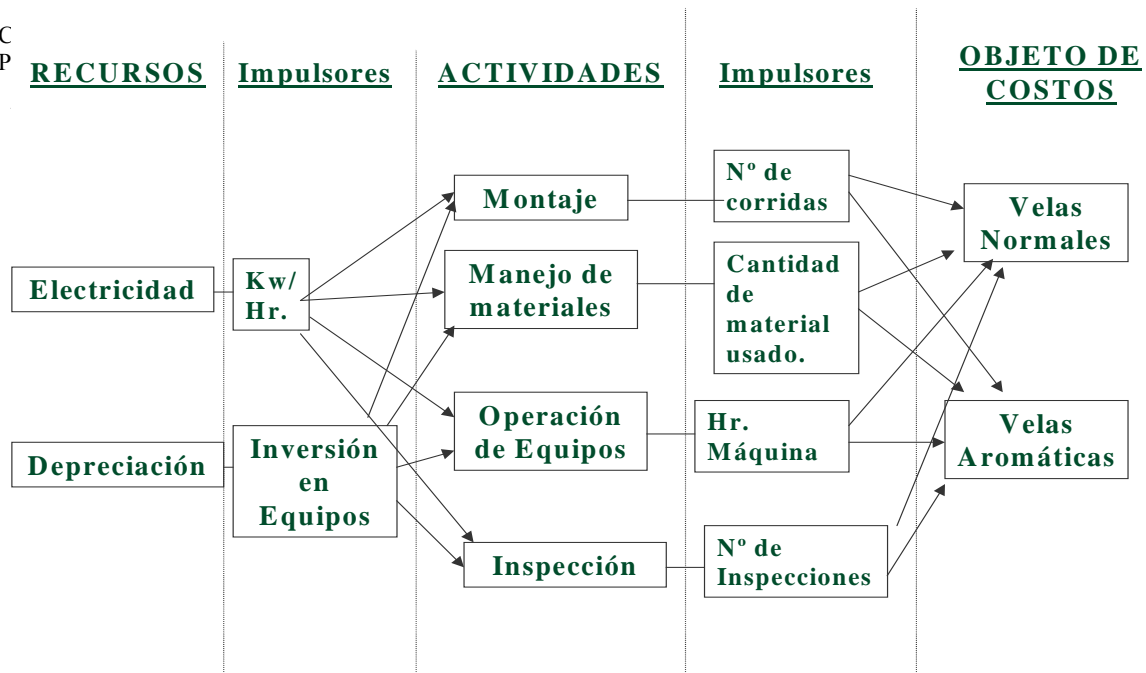 C
P
RECURSOS
Impulsores
ACTIVIDADES
Impulsores
OBJETO DE
COSTOS
Electricidad
Depreciación
Kw/
Hr.
Inversión
en
Equipos
Montaje
Manejo de
materiales
Operación
de Equipos
Inspección
Nº de
corridas
Cantidad
de
material
usado.
Hr.
Máquina
Nº de
Inspecciones
Velas
Normales
Velas
Aromáticas